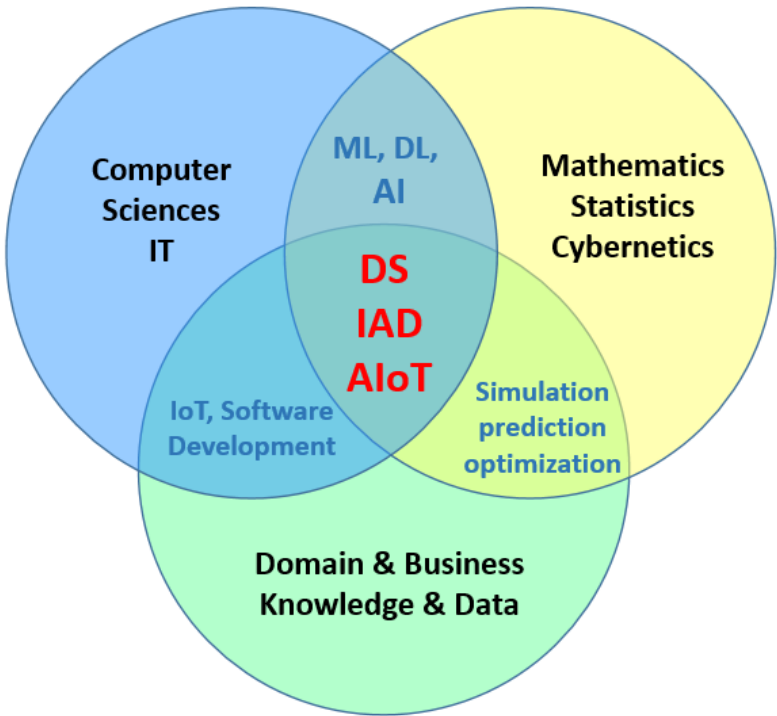 Computer
Sciences
IT
ML, DL,
AI
Mathematics
Statistics
Cybernetics
DS
IAD
AIoT
IoT, Software
Development
Simulation
prediction
optimization
Domain & Business
Knowledge & Data